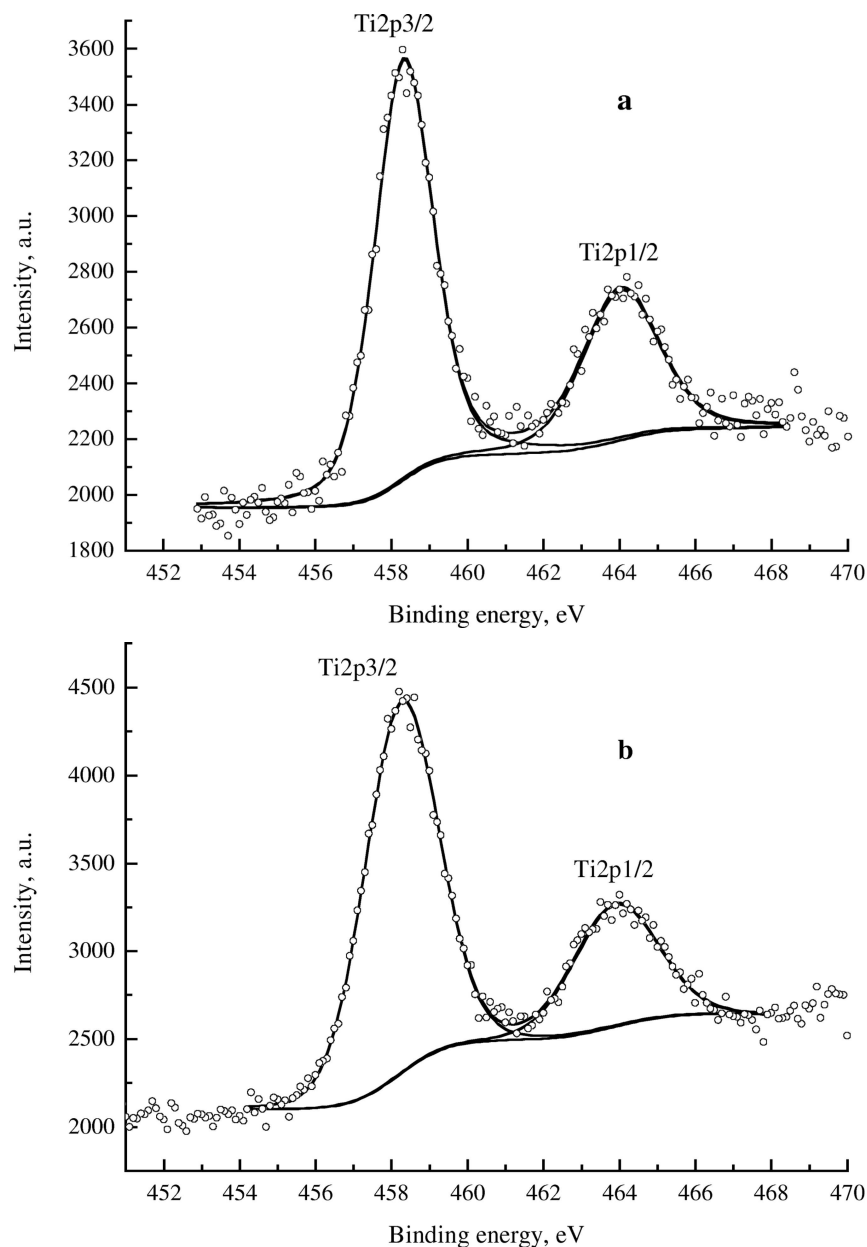 Ti2p3/2
3600
a
3400
3200
3000
Intensity, a.u.
2800
Ti2p1/2
2600
2400
2200
2000
1800
452 454 456 458 460 462 464 466 468 470
Binding energy, eV
Ti2p3/2
4500
b
4000
Intensity, a.u.
3500
Ti2p1/2
3000
2500
2000
452 454 456 458 460 462 464 466 468 470
Binding energy, eV